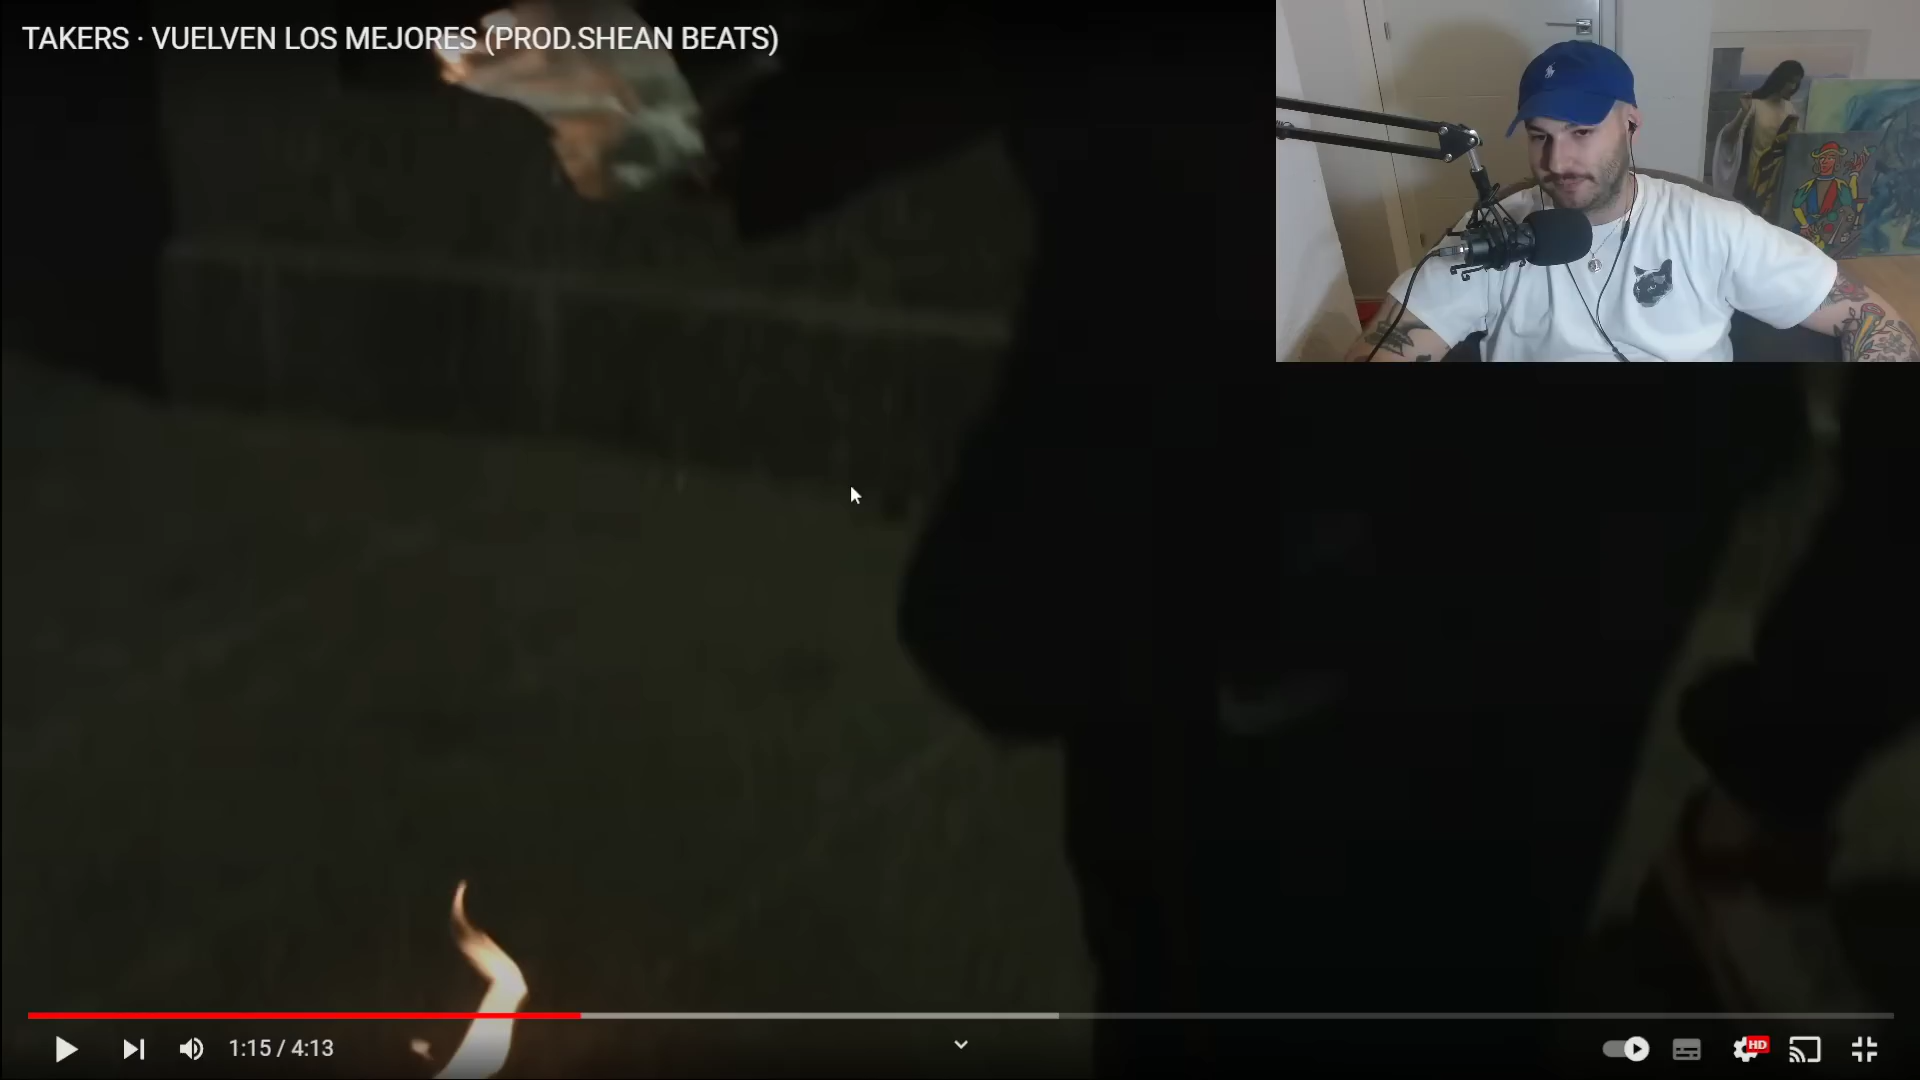 TAKERS · VUELVEN LOS MEJORES (PROD.SHEAN BEATS)
1:15 / 4:13
HD